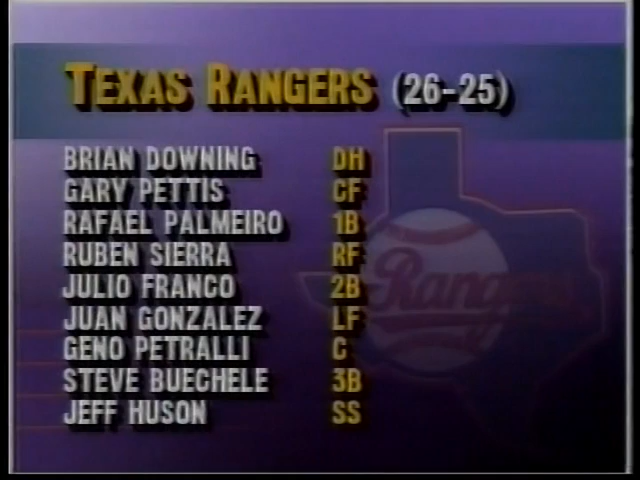 TEXAS RANGERS (26-25)
BRIAN DOWNING DH
GARY PETTIS CF
RAFAEL PALMEIRO 1B
RUBEN SIERRA RF
JULIO FRANCO 2B
JUAN GONZALEZ LF
GENO PETRALLI C
STEVE BUECHELE 3B
JEFF HUSON SS
Rangers